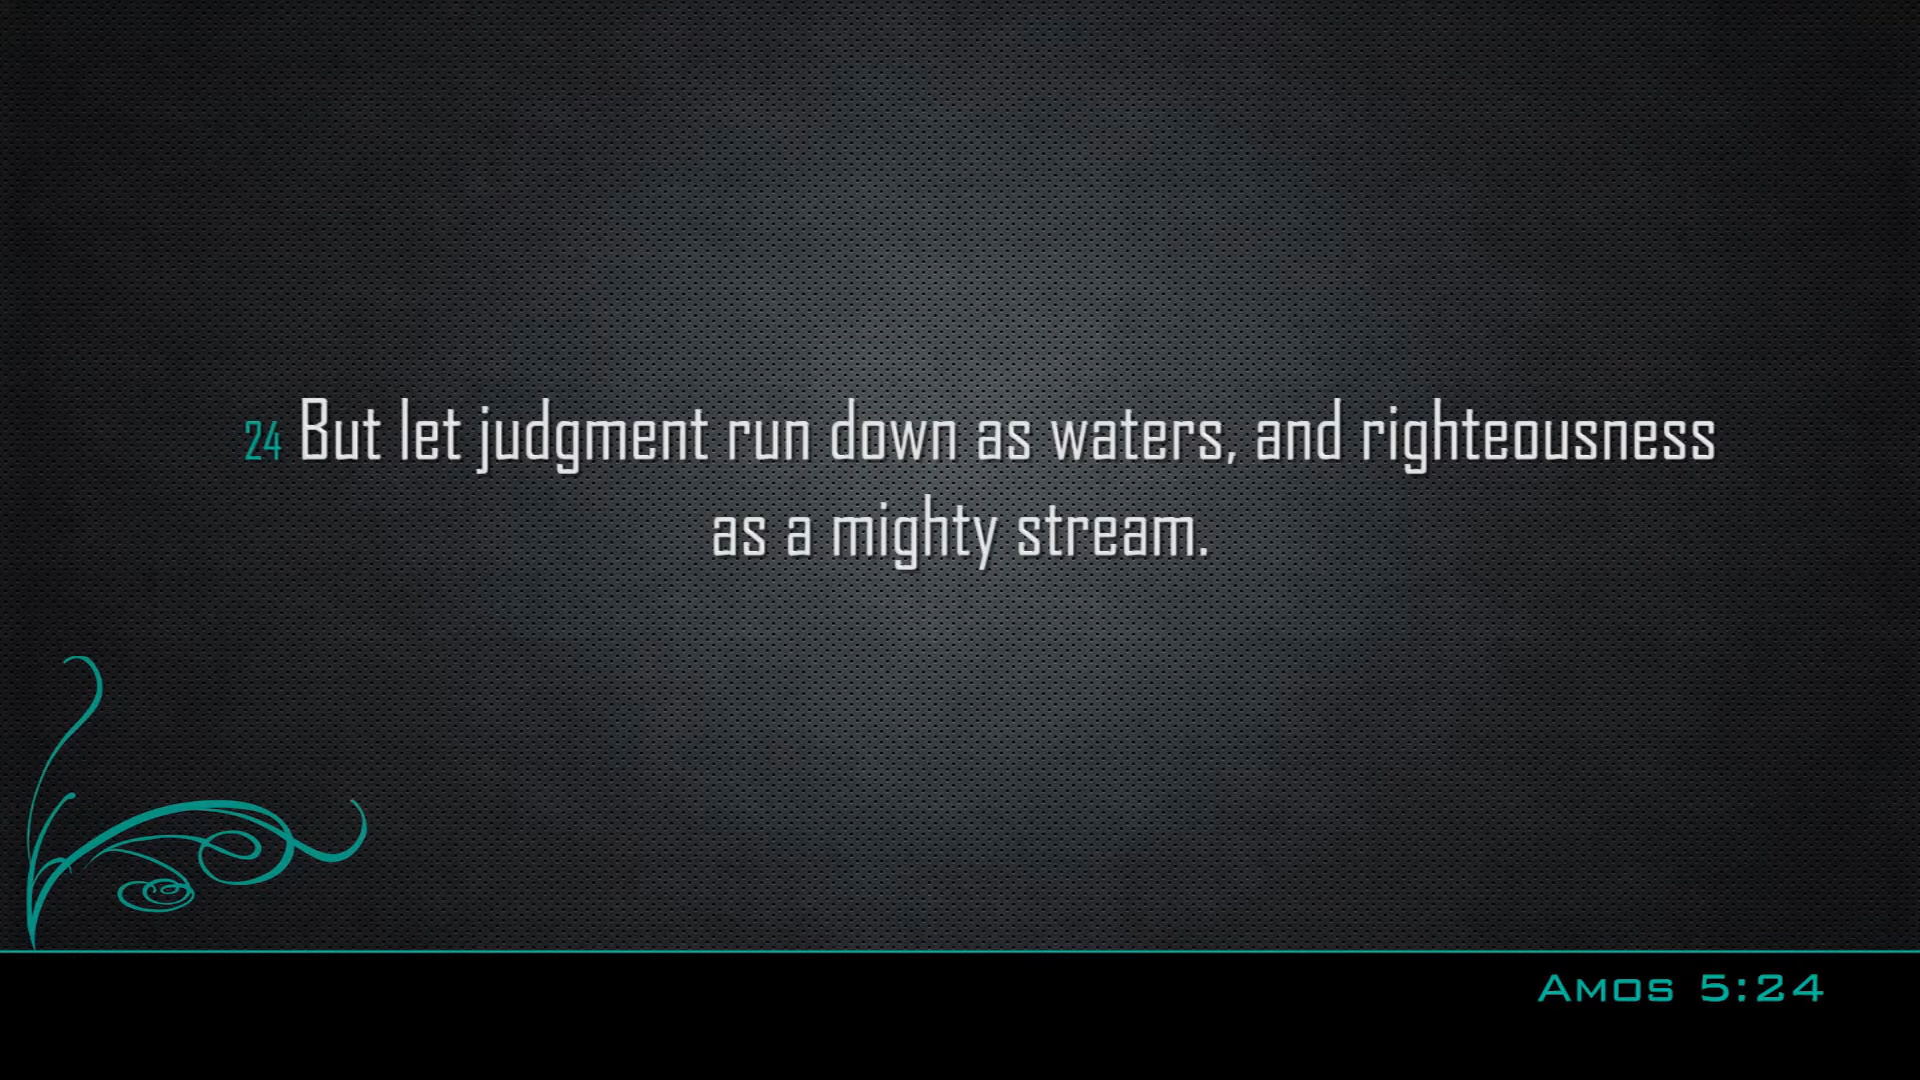 24 But let judgment run down as waters, and righteousness
as a mighty stream.
Amos 5:24